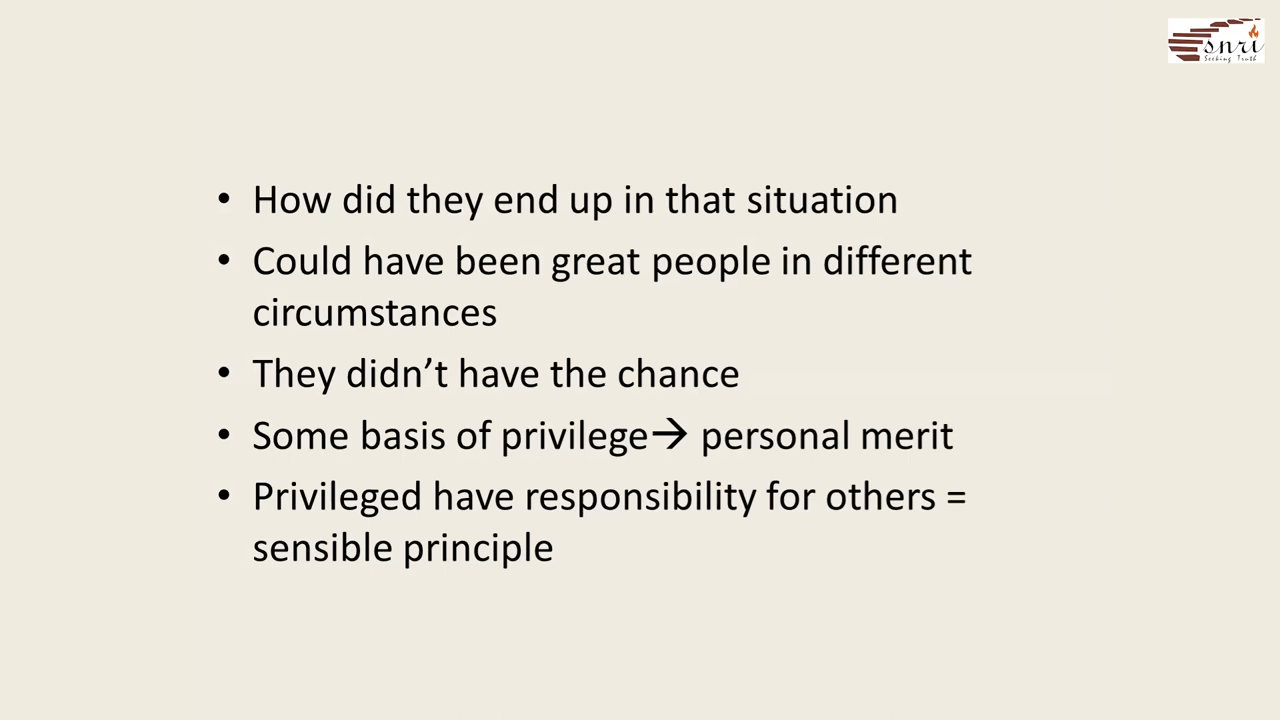 snri
Seeking Truth
• How did they end up in that situation
• Could have been great people in different
circumstances
• They didn’t have the chance
• Some basis of privilege→ personal merit
• Privileged have responsibility for others =
sensible principle